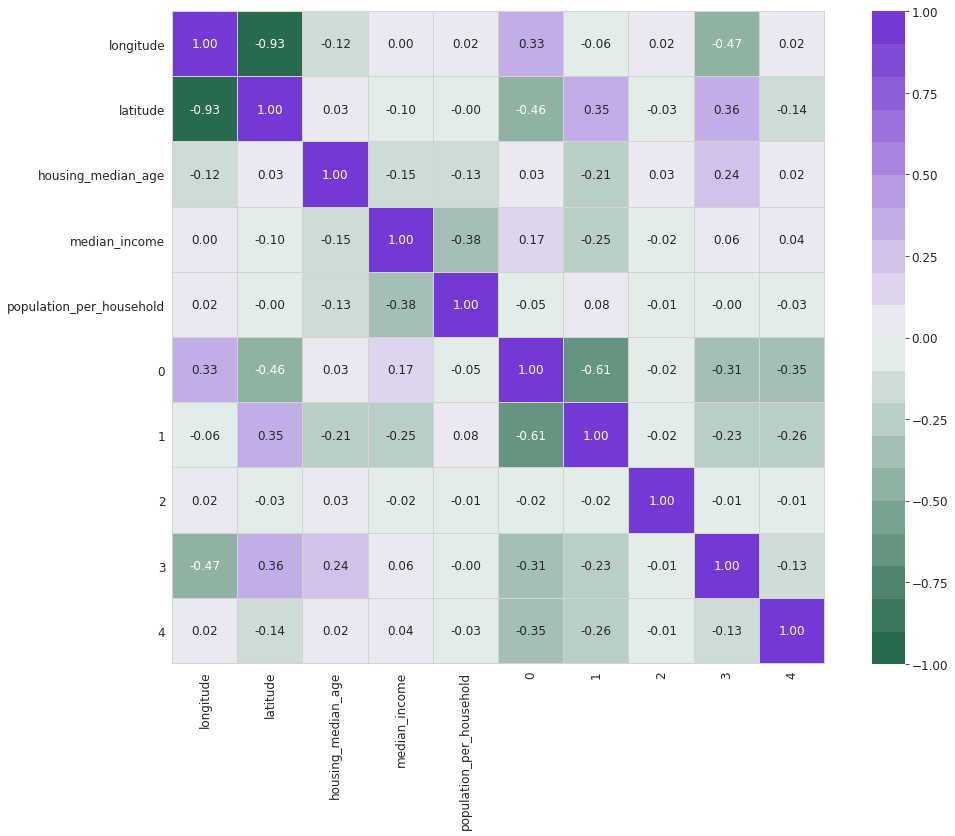 longitude 1.00 -0.93 -0.12 0.00 0.02 0.33 -0.06 0.02 -0.47 0.02
latitude -0.93 1.00 0.03 -0.10 -0.00 -0.46 0.35 -0.03 0.36 -0.14
housing_median_age -0.12 0.03 1.00 -0.15 -0.13 0.03 -0.21 0.03 0.24 0.02
median_income 0.00 -0.10 -0.15 1.00 -0.38 0.17 -0.25 -0.02 0.06 0.04
population_per_household 0.02 -0.00 -0.13 -0.38 1.00 -0.05 0.08 -0.01 -0.00 -0.03
0 0.33 -0.46 0.03 0.17 -0.05 1.00 -0.61 -0.02 -0.31 -0.35
1 -0.06 0.35 -0.21 -0.25 0.08 -0.61 1.00 -0.02 -0.23 -0.26
2 0.02 -0.03 0.03 -0.02 -0.01 -0.02 -0.02 1.00 -0.01 -0.01
3 -0.47 0.36 0.24 0.06 -0.00 -0.31 -0.23 -0.01 1.00 -0.13
4 0.02 -0.14 0.02 0.04 -0.03 -0.35 -0.26 -0.01 -0.13 1.00
longitude
latitude
housing_median_age
median_income
population_per_household
0
1
2
3
4
1.00
0.75
0.50
0.25
0.00
−0.25
−0.50
−0.75
−1.00